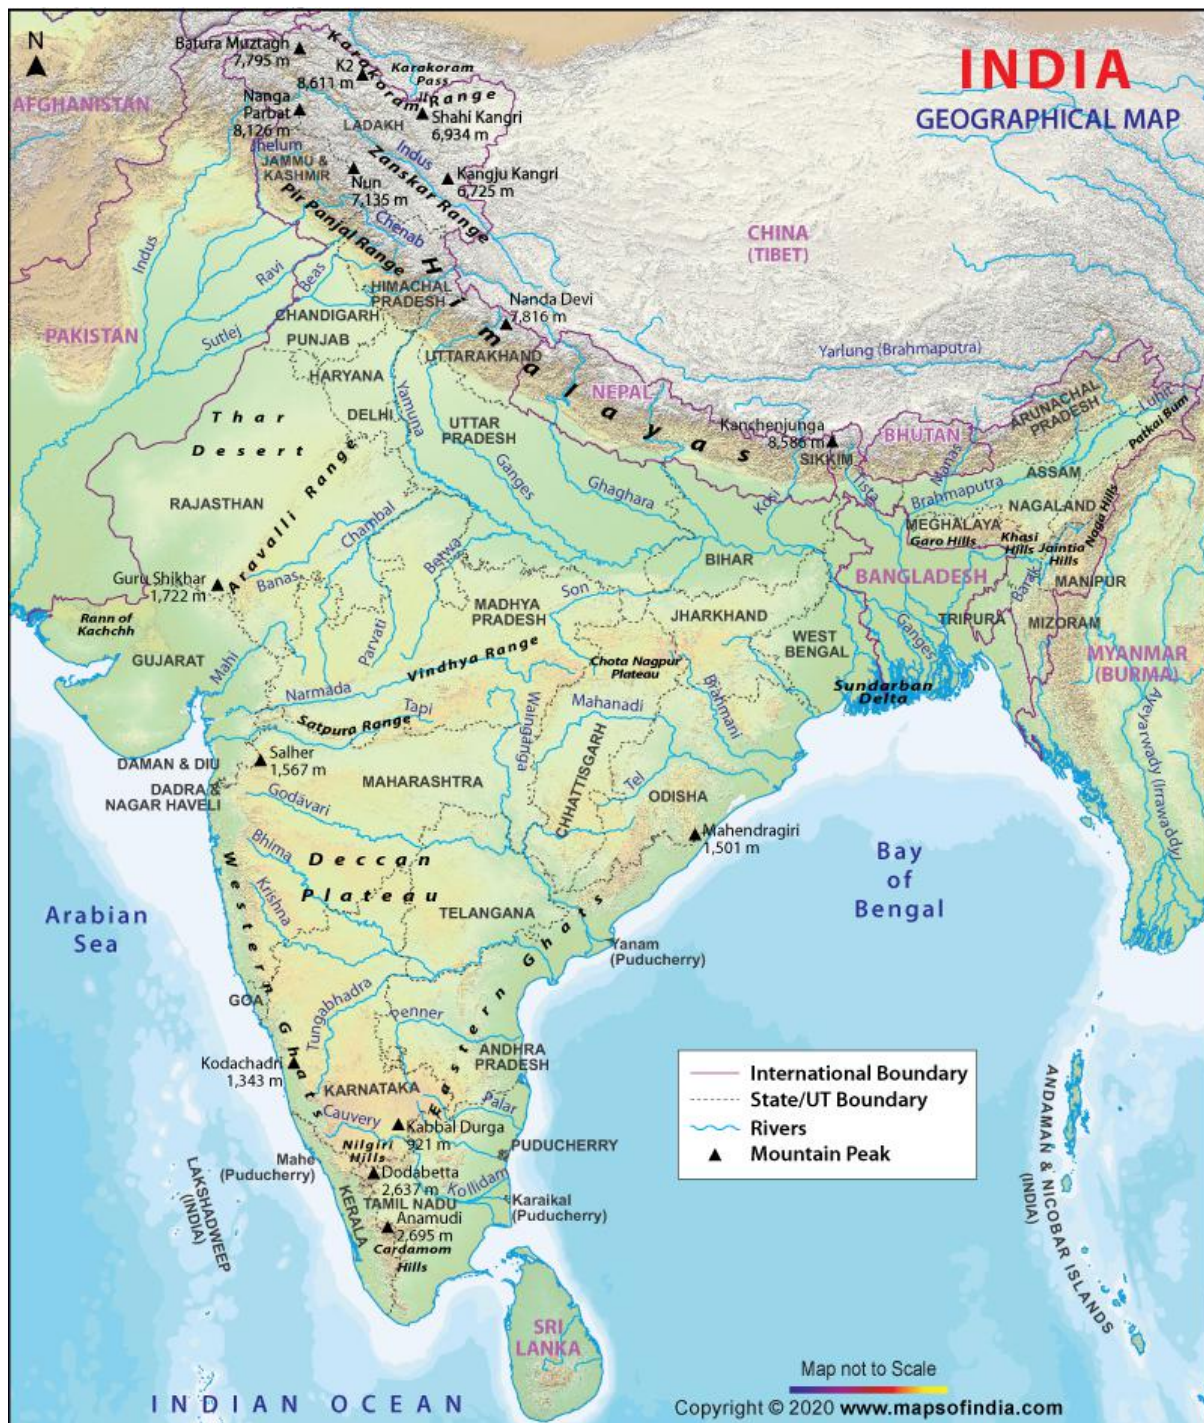 N
INDIA
GEOGRAPHICAL MAP
Batura Muztagh
7,795 m
K2
8,611 m
Karakoram Range
Karakoram
Pass
Shahi Kangri
6,934 m
Nanga
Parbat
8,126 m
LADAKH
AFGHANISTAN
Jhelum
JAMMU &
KASHMIR
Indus
Zanskar Range
Kangju Kangri
6,725 m
Nun
7,135 m
Pir Panjal Range
Chenab
CHINA
(TIBET)
Himalayas
Indus
Ravi
Beas
HIMACHAL
PRADESH
Nanda Devi
7,816 m
CHANDIGARH
PAKISTAN
Sutlej
PUNJAB
UTTARAKHAND
Yarlung (Brahmaputra)
HARYANA
NEPAL
ARUNACHAL
PRADESH
Luhit
Patkai Bum
Thar
Desert
DELHI
Yamuna
UTTAR
PRADESH
Kanchenjunga
8,586 m
SIKKIM
BHUTAN
Manas
ASSAM
Aravalli Range
Ganges
Ghaghara
Kosi
Tista
Brahmaputra
NAGALAND
Naga Hills
RAJASTHAN
Chambal
MEGHALAYA
Garo Hills
Khasi
Hills
Jaintia
Hills
Betwa
BIHAR
Guru Shikhar
1,722 m
Banas
BANGLADESH
Barak
MANIPUR
Son
MADHYA
PRADESH
JHARKHAND
Rann of
Kachchh
Parvati
WEST
BENGAL
Ganges
TRIPURA
MIZORAM
GUJARAT
Mahi
Vindhya Range
Chota Nagpur
Plateau
MYANMAR
(BURMA)
Narmada
Brahmani
Sundarban
Delta
Satpura Range
Tapi
Wainganga
Mahanadi
Ayeyarwady (Irrawaddy)
Salher
1,567 m
DAMAN & DIU
DADRA &
NAGAR HAVELI
MAHARASHTRA
CHHATTISGARH
Tel
ODISHA
Godavari
Mahendragiri
1,501 m
Bhima
Deccan
Plateau
Bay
of
Bengal
Western Ghats
Krishna
Arabian
Sea
TELANGANA
Eastern Ghats
Yanam
(Puducherry)
GOA
Tungabhadra
Penner
Kodachadri
1,343 m
ANDHRA
PRADESH
KARNATAKA
Palar
Cauvery
Kabbal Durga
921 m
Nilgiri
Hills
PUDUCHERRY
Mahe
(Puducherry)
Dodabetta
2,637 m
Kollidam
LAKSHADWEEP
(INDIA)
KERALA
TAMIL NADU
Karaikal
(Puducherry)
Anamudi
2,695 m
Cardamom
Hills
SRI
LANKA
INDIAN OCEAN
International Boundary
State/UT Boundary
Rivers
Mountain Peak
ANDAMAN & NICOBAR ISLANDS
(INDIA)
Map not to Scale
Copyright © 2020 www.mapsofindia.com